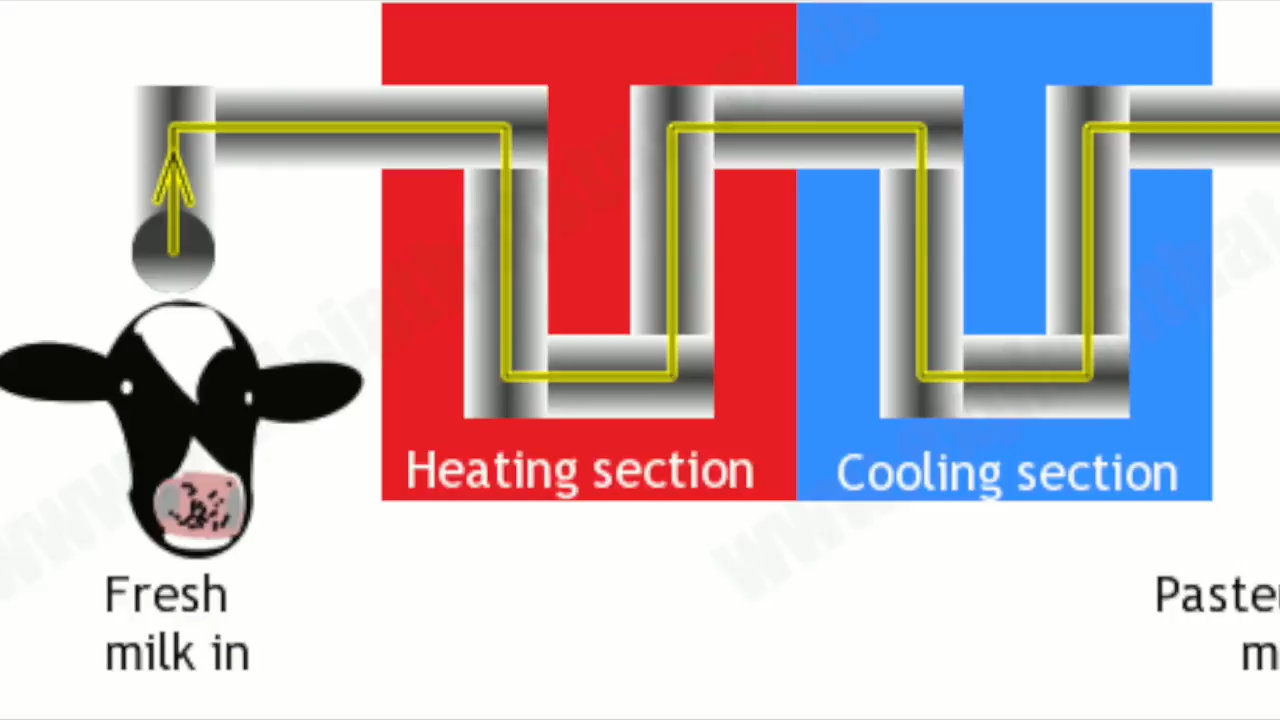 Heating section
Cooling section
Fresh
milk in